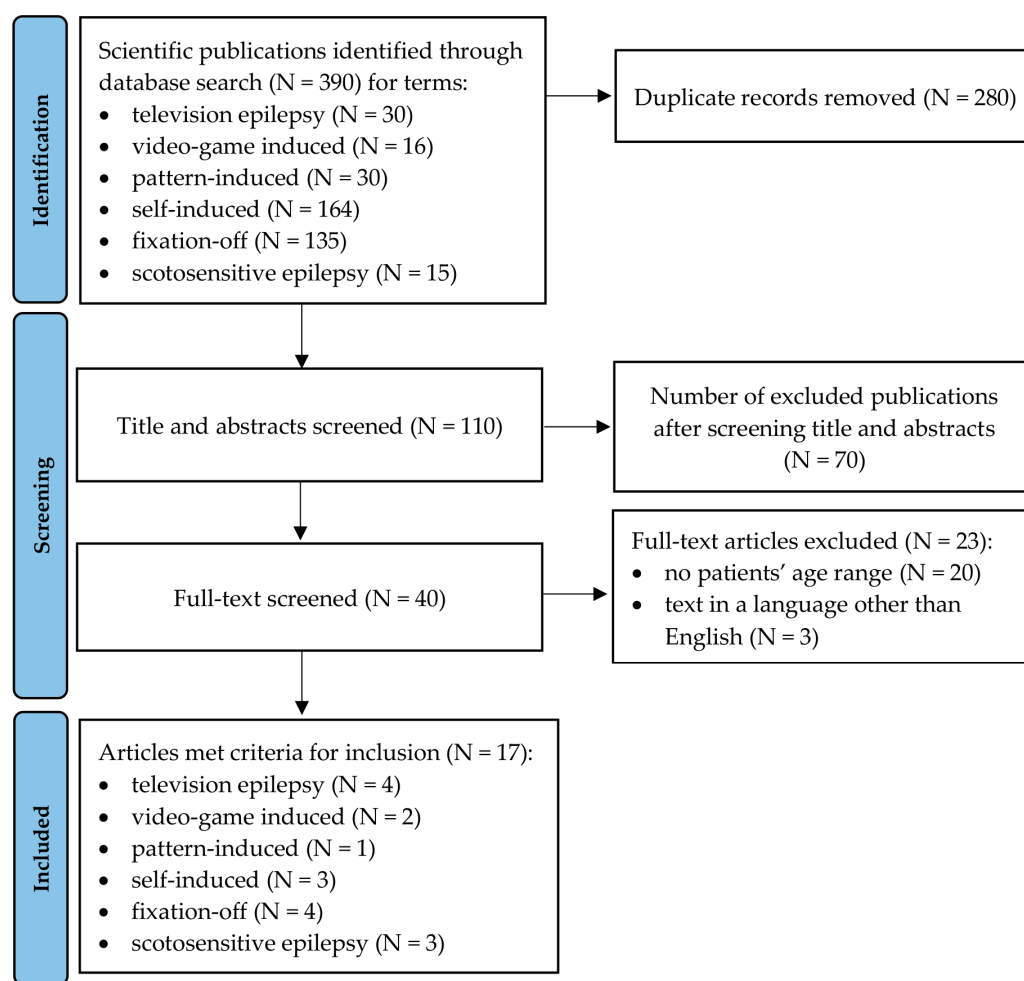 Identification
Scientific publications identified through
database search (N = 390) for terms:
• television epilepsy (N = 30)
• video-game induced (N = 16)
• pattern-induced (N = 30)
• self-induced (N = 164)
• fixation-off (N = 135)
• scotosensitive epilepsy (N = 15)
Duplicate records removed (N = 280)
Screening
Title and abstracts screened (N = 110)
Number of excluded publications
after screening title and abstracts
(N = 70)
Full-text screened (N = 40)
Full-text articles excluded (N = 23):
• no patients’ age range (N = 20)
• text in a language other than
English (N = 3)
Included
Articles met criteria for inclusion (N = 17):
• television epilepsy (N = 4)
• video-game induced (N = 2)
• pattern-induced (N = 1)
• self-induced (N = 3)
• fixation-off (N = 4)
• scotosensitive epilepsy (N = 3)